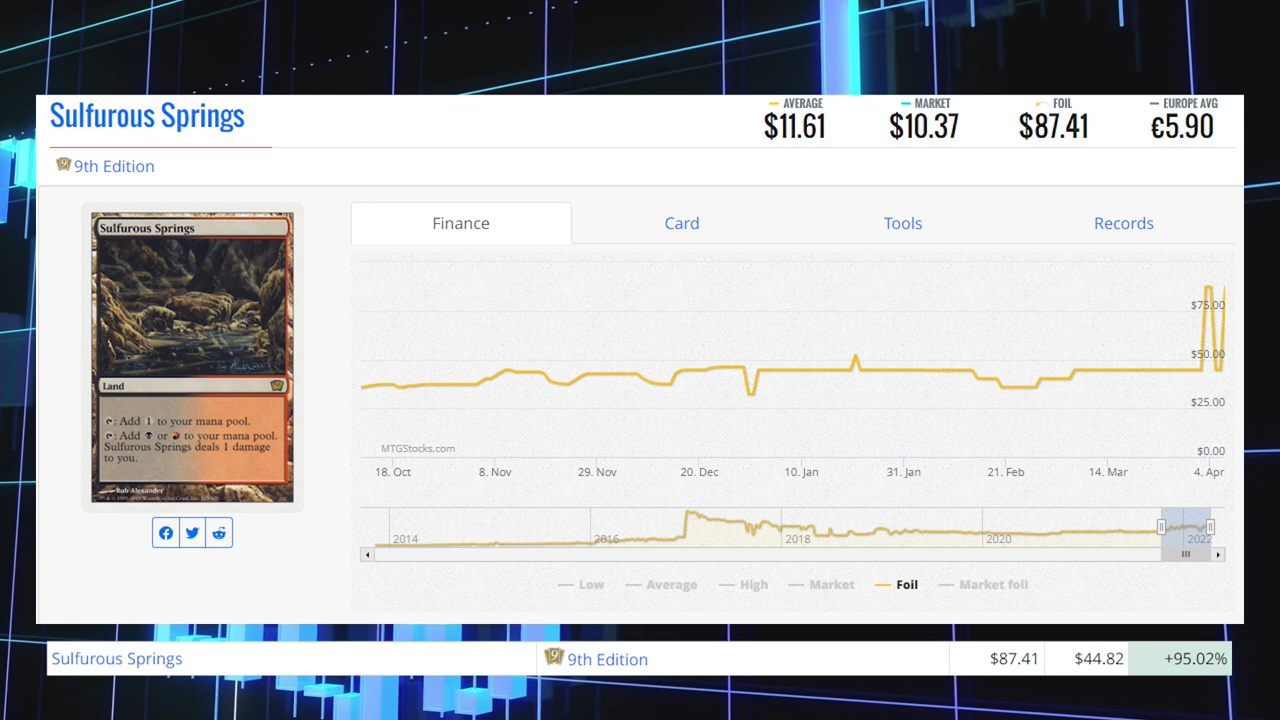 Sulfurous Springs
AVERAGE MARKET FOIL EUROPE AVG
$11.61 $10.37 $87.41 €5.90
9th Edition
Finance Card Tools Records
Sulfurous Springs
Land
: Add 1 to your mana pool.
: Add or to your mana pool.
Sulfurous Springs deals 1 damage
to you.
Rob Alexander
$75.00
$50.00
$25.00
$0.00
MTGStocks.com
18. Oct 8. Nov 29. Nov 20. Dec 10. Jan 31. Jan 21. Feb 14. Mar 4. Apr
2014 2016 2018 2020 2022
Low Average High Market Foil Market foil
Sulfurous Springs 9th Edition $87.41 $44.82 +95.02%